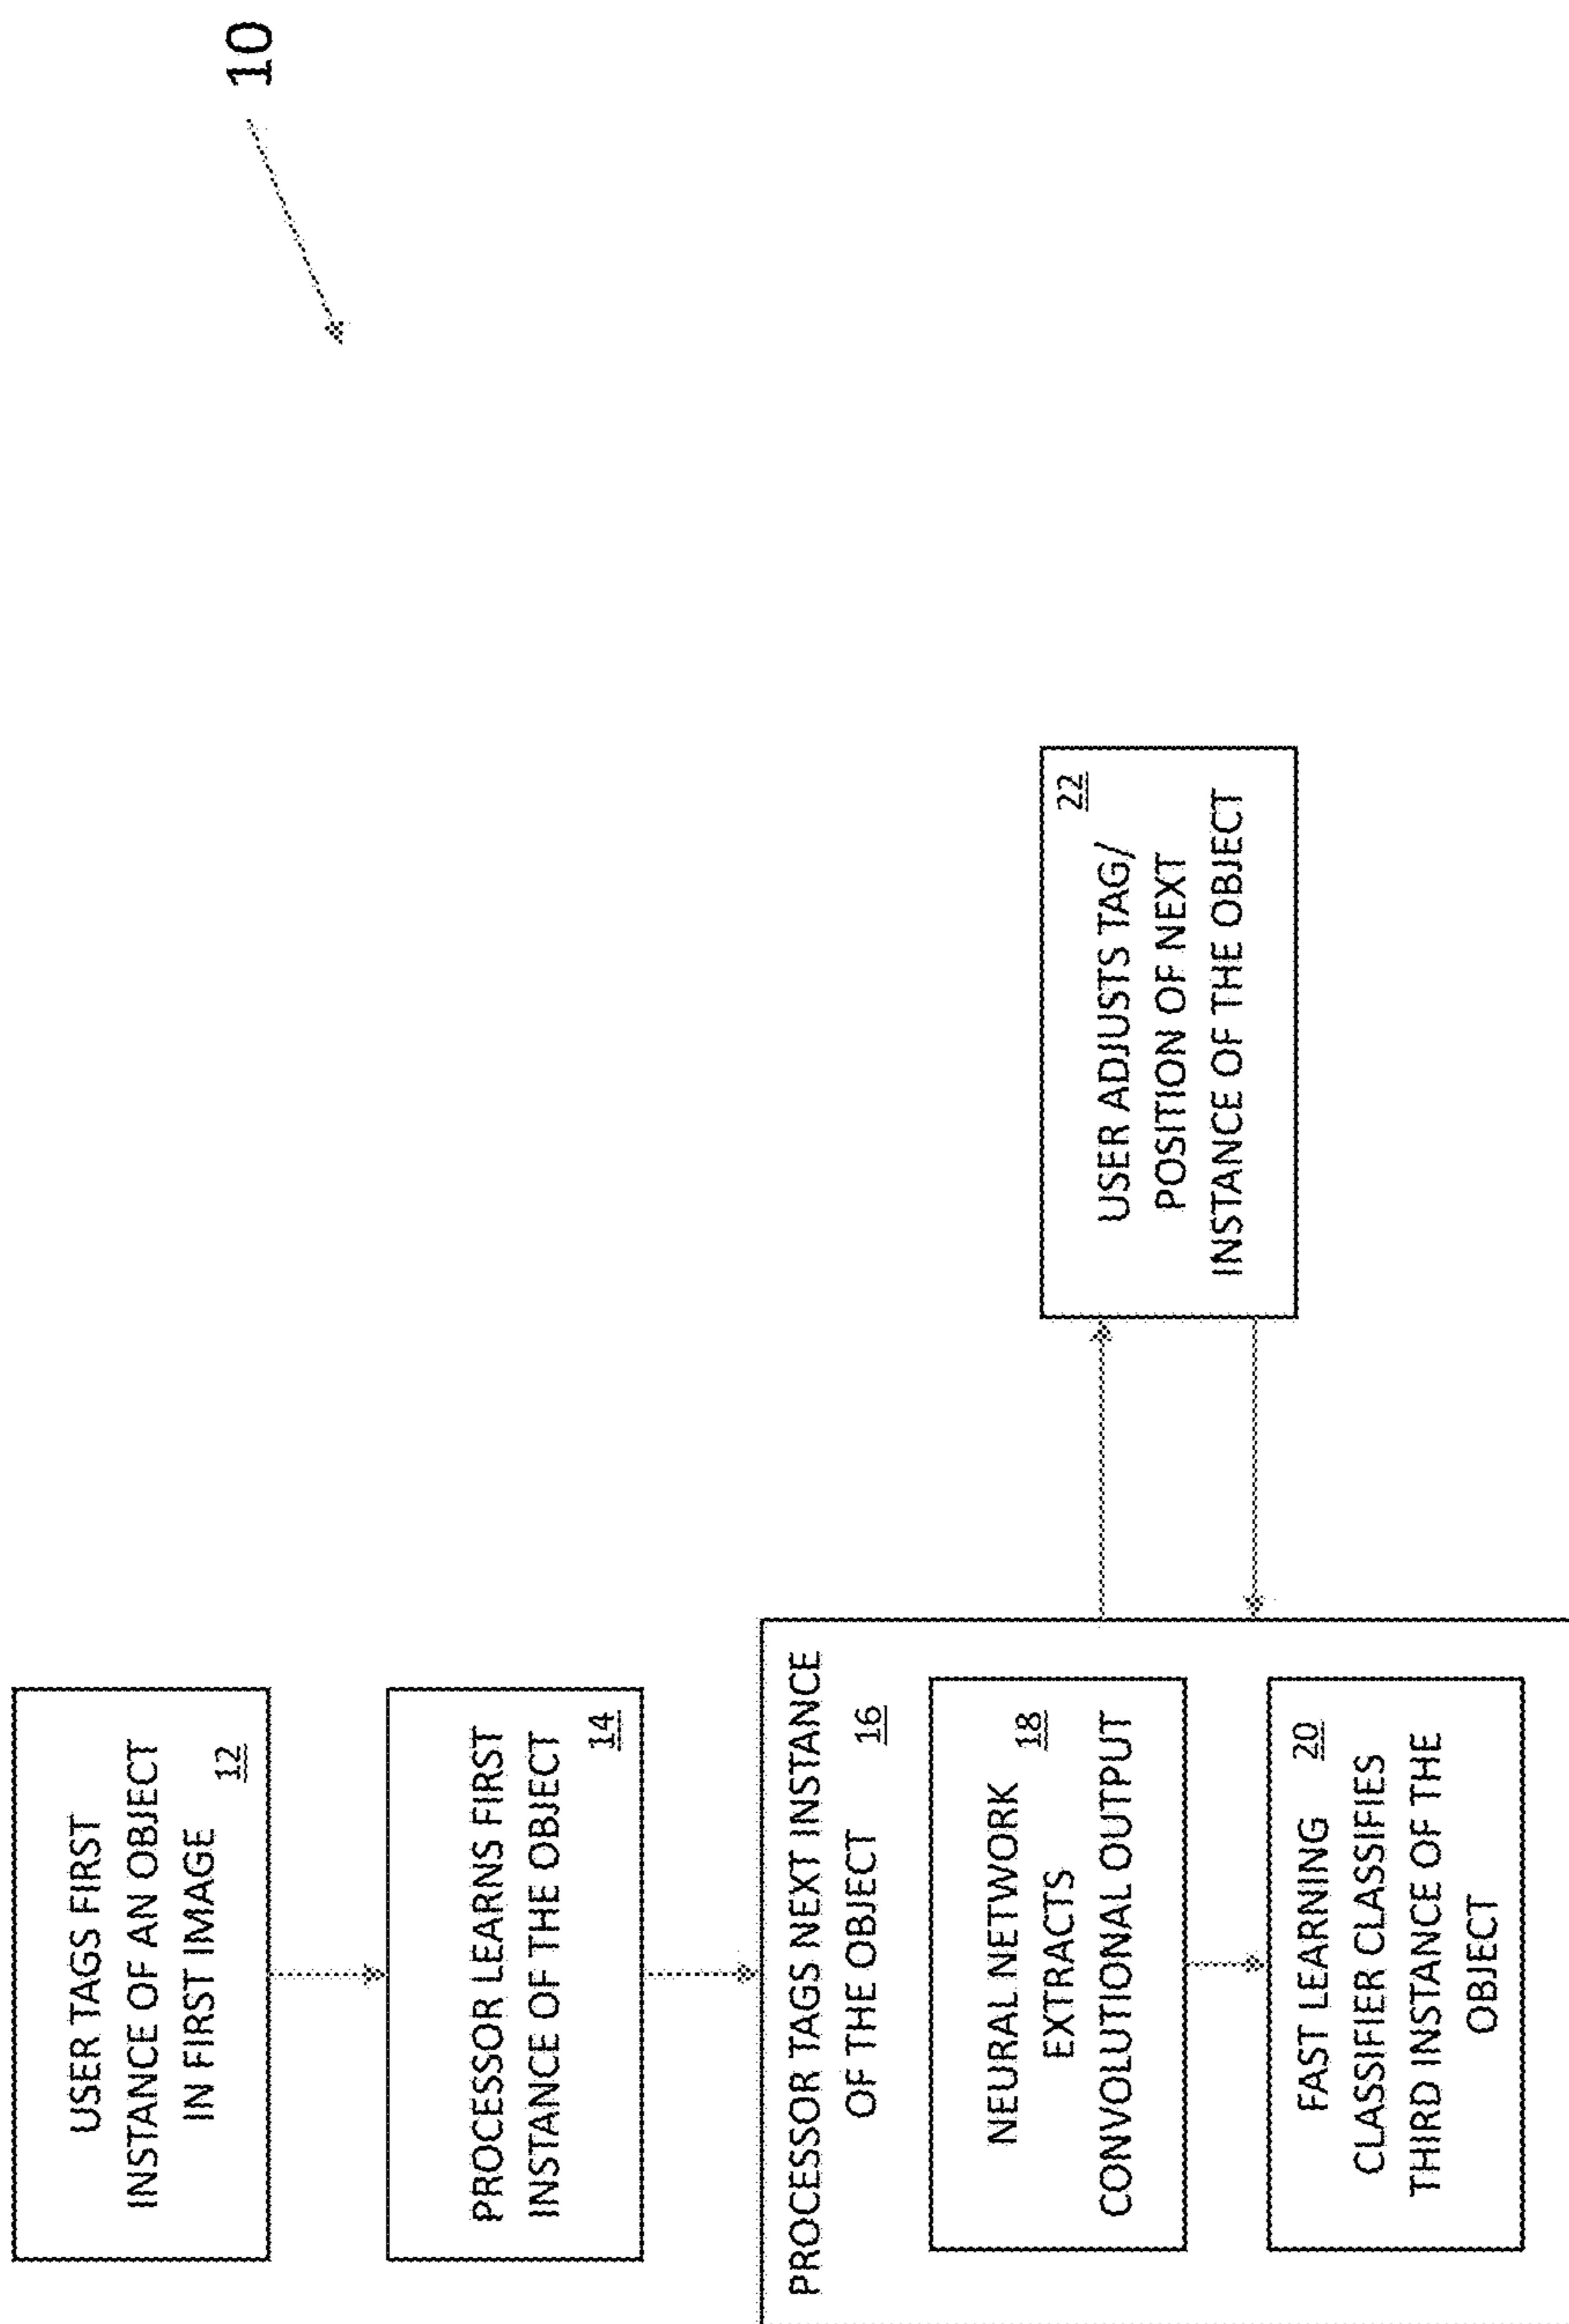 10
USER TAGS FIRST
INSTANCE OF AN OBJECT
IN FIRST IMAGE
12
PROCESSOR LEARNS FIRST
INSTANCE OF THE OBJECT
14
PROCESSOR TAGS NEXT INSTANCE
OF THE OBJECT 16
NEURAL NETWORK
EXTRACTS 18
CONVOLUTIONAL OUTPUT
FAST LEARNING 20
CLASSIFIER CLASSIFIES
THIRD INSTANCE OF THE
OBJECT
22
USER ADJUSTS TAG/
POSITION OF NEXT
INSTANCE OF THE OBJECT